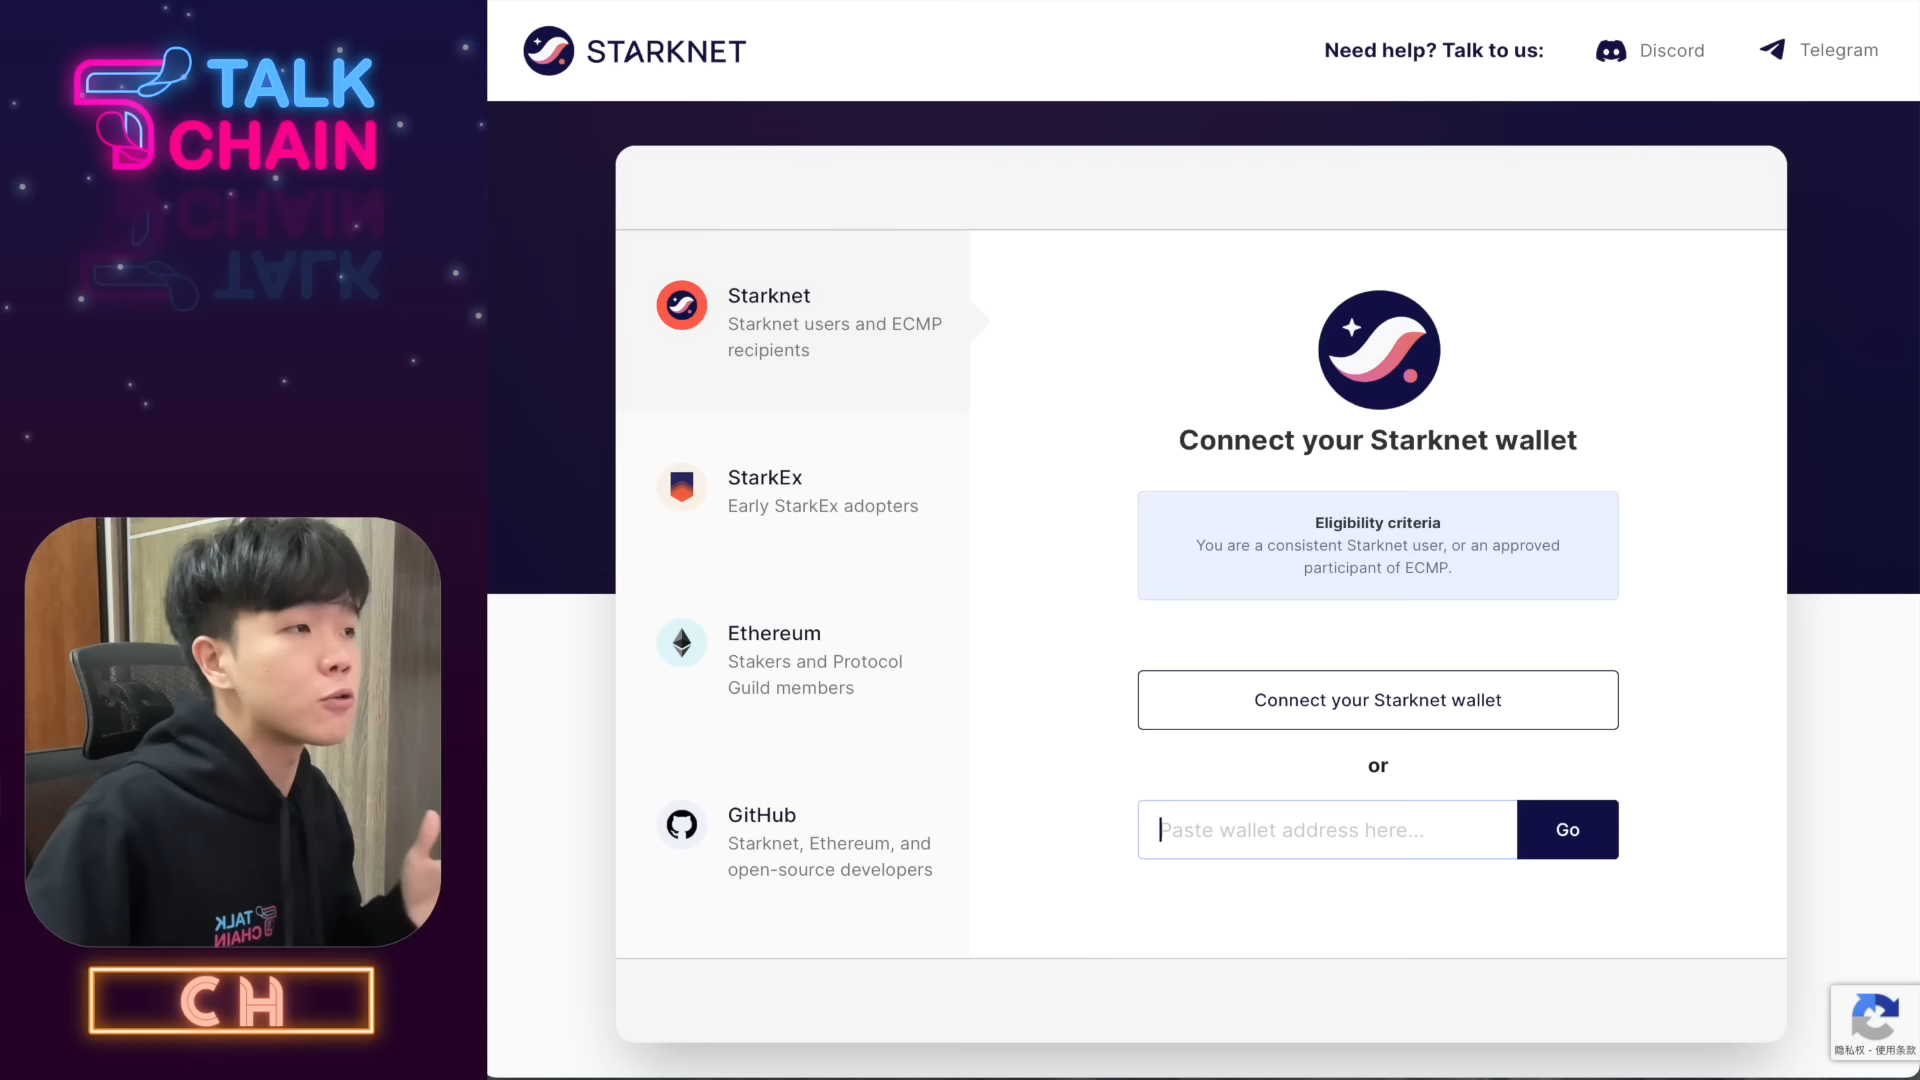 TALK
CHAIN
STARKNET
Need help? Talk to us:
Discord
Telegram
Starknet
Starknet users and ECMP
recipients
StarkEx
Early StarkEx adopters
Ethereum
Stakers and Protocol
Guild members
GitHub
Starknet, Ethereum, and
open-source developers
Connect your Starknet wallet
Eligibility criteria
You are a consistent Starknet user, or an approved
participant of ECMP.
Connect your Starknet wallet
or
Paste wallet address here...
Go
TALK
CHAIN
CH
隐私权 - 使用条款